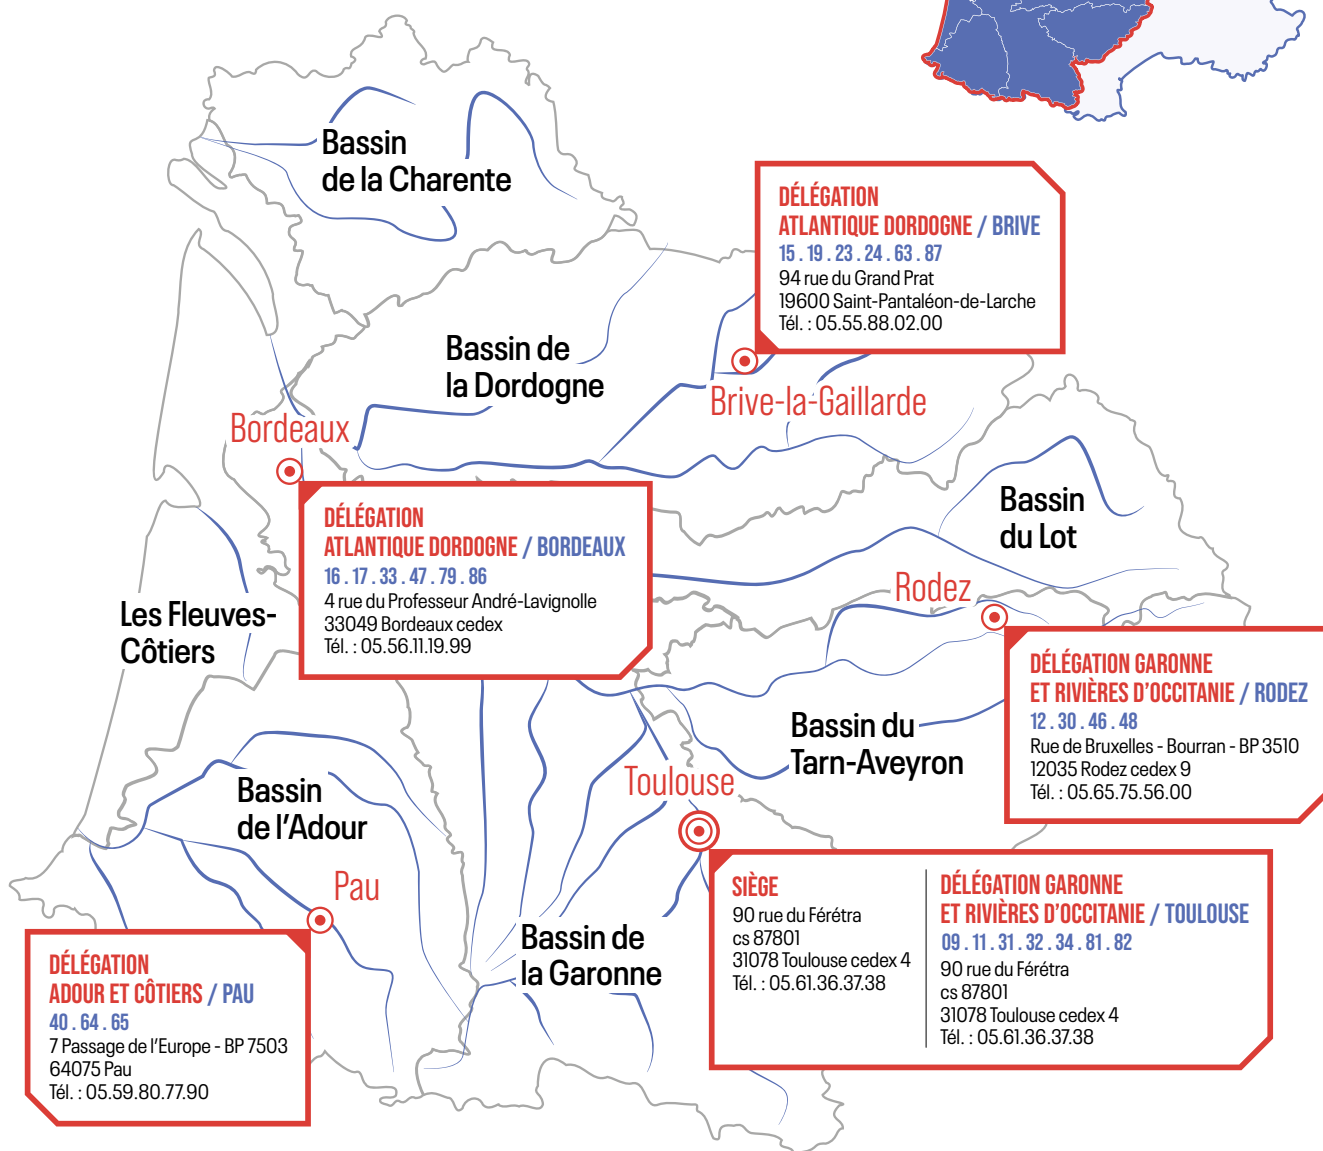 Bassin
de la Charente
DÉLÉGATION
ATLANTIQUE DORDOGNE / BRIVE
15 . 19 . 23 . 24 . 63 . 87
94 rue du Grand Prat
19600 Saint-Pantaléon-de-Larche
Tél. : 05.55.88.02.00
Bassin de
la Dordogne
Brive-la-Gaillarde
Bordeaux
DÉLÉGATION
ATLANTIQUE DORDOGNE / BORDEAUX
16 . 17 . 33 . 47 . 79 . 86
4 rue du Professeur André-Lavignolle
33049 Bordeaux cedex
Tél. : 05.56.11.19.99
Bassin
du Lot
Rodez
Les Fleuves-
Côtiers
DÉLÉGATION GARONNE
ET RIVIÈRES D'OCCITANIE / RODEZ
12 . 30 . 46 . 48
Rue de Bruxelles - Bourran - BP 3510
12035 Rodez cedex 9
Tél. : 05.65.75.56.00
Bassin du
Tarn-Aveyron
Toulouse
Bassin
de l'Adour
Pau
SIÈGE
90 rue du Férétra
cs 87801
31078 Toulouse cedex 4
Tél. : 05.61.36.37.38
DÉLÉGATION GARONNE
ET RIVIÈRES D'OCCITANIE / TOULOUSE
09 . 11 . 31 . 32 . 34 . 81 . 82
90 rue du Férétra
cs 87801
31078 Toulouse cedex 4
Tél. : 05.61.36.37.38
Bassin de
la Garonne
DÉLÉGATION
ADOUR ET CÔTIERS / PAU
40 . 64 . 65
7 Passage de l'Europe - BP 7503
64075 Pau
Tél. : 05.59.80.77.90